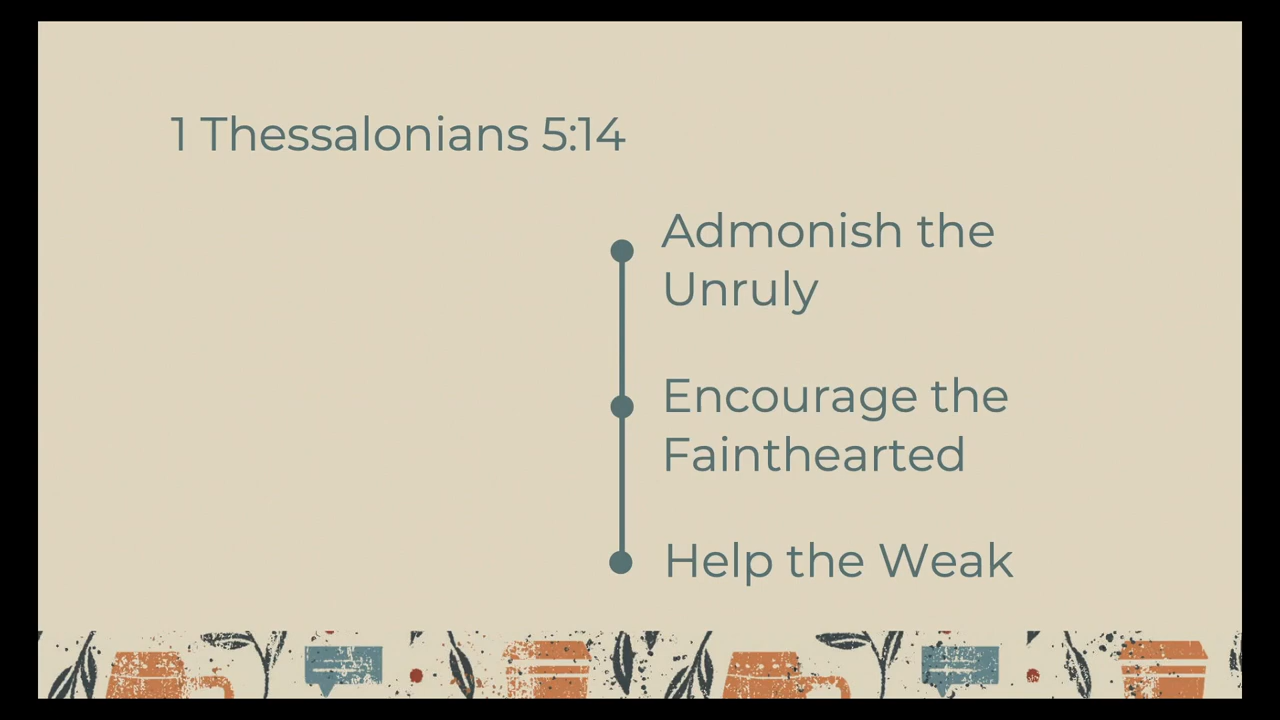 1 Thessalonians 5:14
Admonish the
Unruly
Encourage the
Fainthearted
Help the Weak